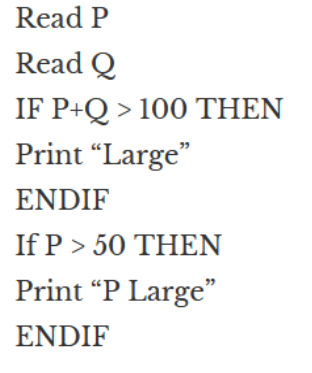 Read P
Read Q
IF P+Q > 100 THEN
Print “Large”
ENDIF
If P > 50 THEN
Print “P Large”
ENDIF